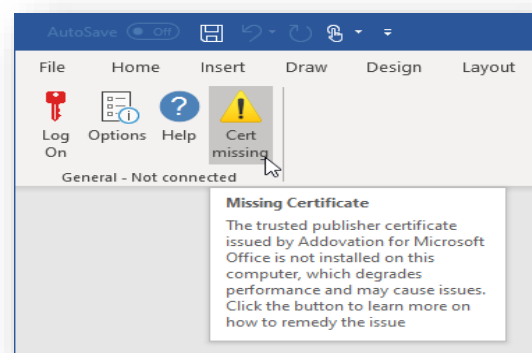 AutoSave Off
File Home Insert Draw Design Layout
Log On Options Help Cert missing
General - Not connected
Missing Certificate
The trusted publisher certificate
issued by Addovation for Microsoft
Office is not installed on this
computer, which degrades
performance and may cause issues.
Click the button to learn more on
how to remedy the issue